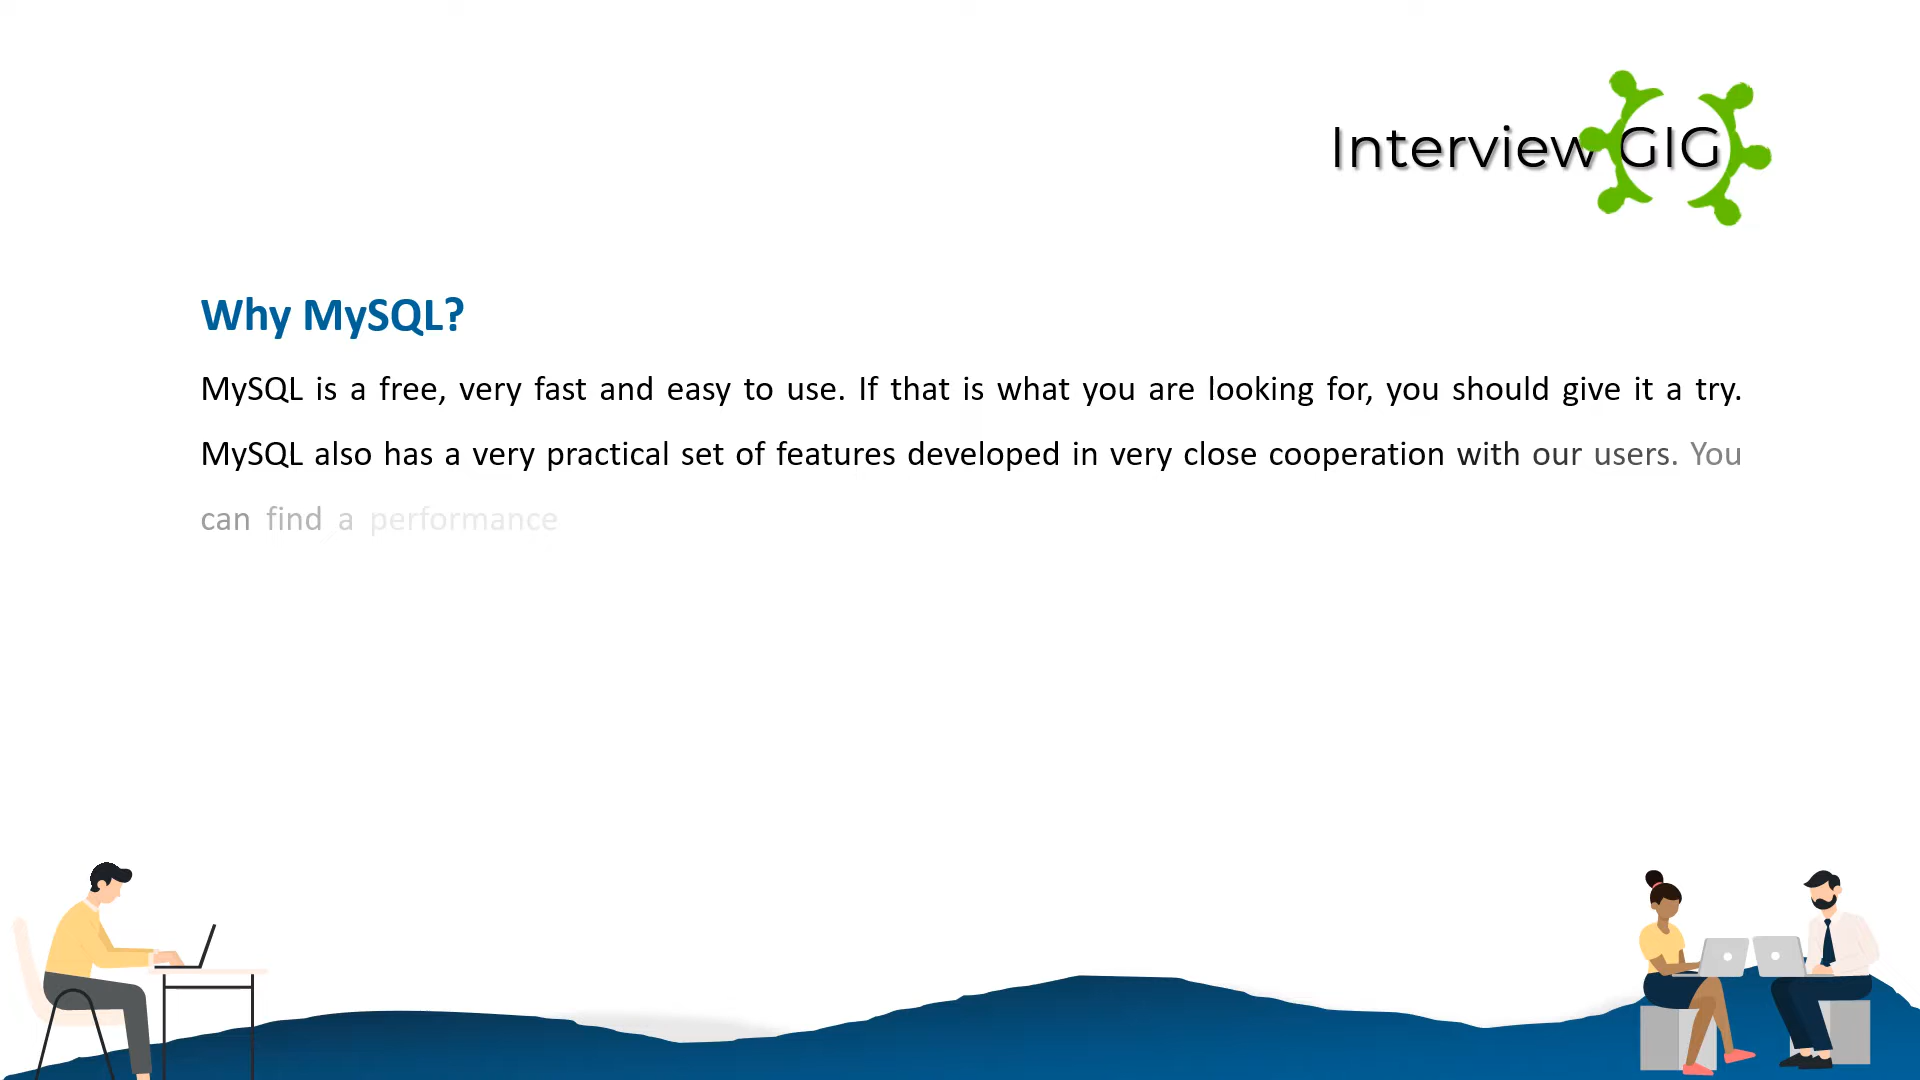 Interview GIG
Why MySQL?
MySQL is a free, very fast and easy to use. If that is what you are looking for, you should give it a try.
MySQL also has a very practical set of features developed in very close cooperation with our users. You
can find a performance